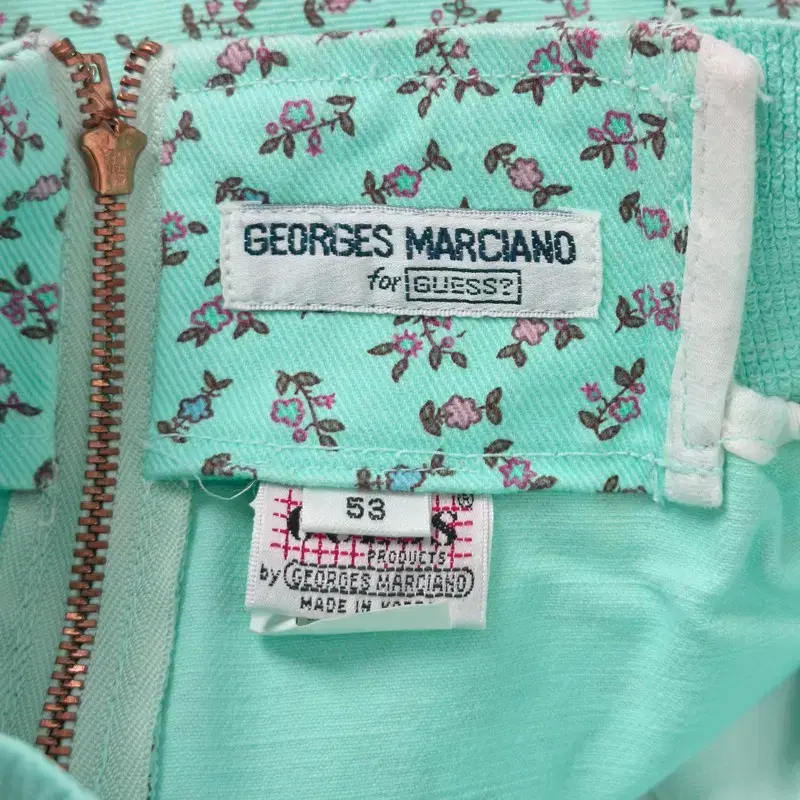 GEORGES MARCIANO
for GUESS?
53
®
PRODUCTS
by GEORGES MARCIANO
MADE IN